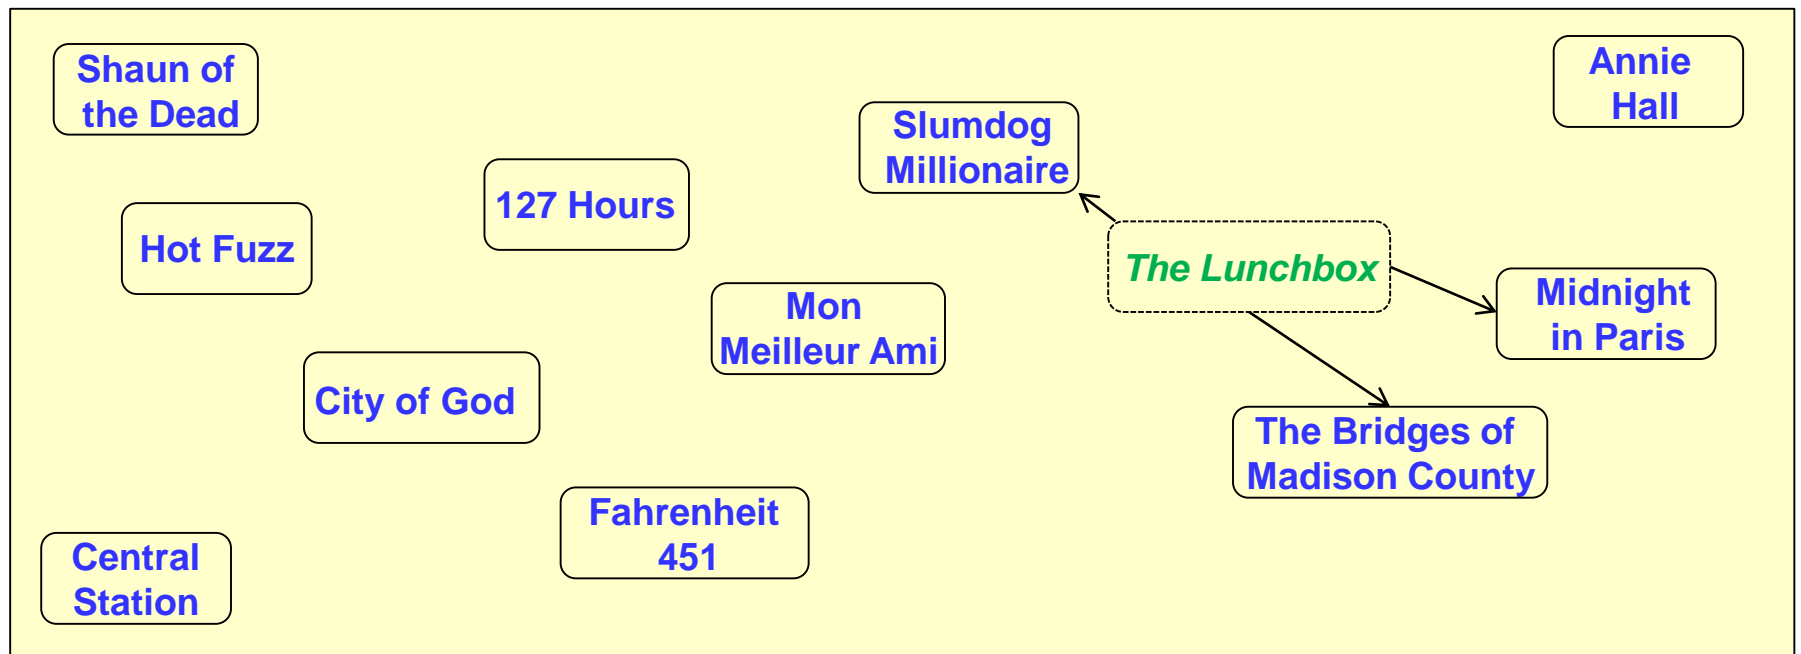 Shaun of
the Dead
Annie
Hall
Slumdog
Millionaire
127 Hours
Hot Fuzz
The Lunchbox
Midnight
in Paris
Mon
Meilleur Ami
City of God
The Bridges of
Madison County
Fahrenheit
451
Central
Station